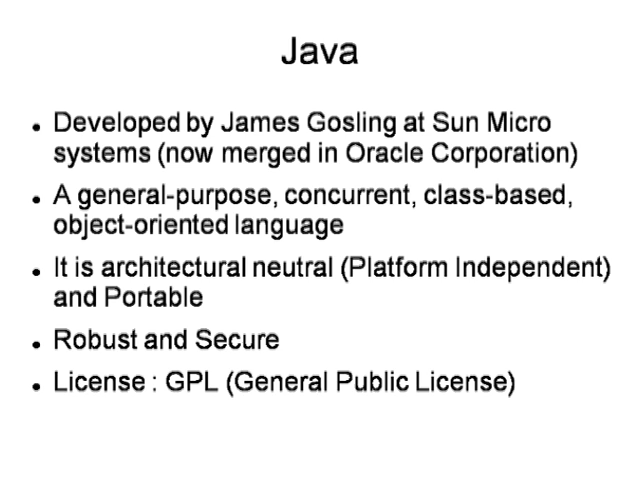 Java
• Developed by James Gosling at Sun Micro
systems (now merged in Oracle Corporation)
• A general-purpose, concurrent, class-based,
object-oriented language
• It is architectural neutral (Platform Independent)
and Portable
• Robust and Secure
• License : GPL (General Public License)